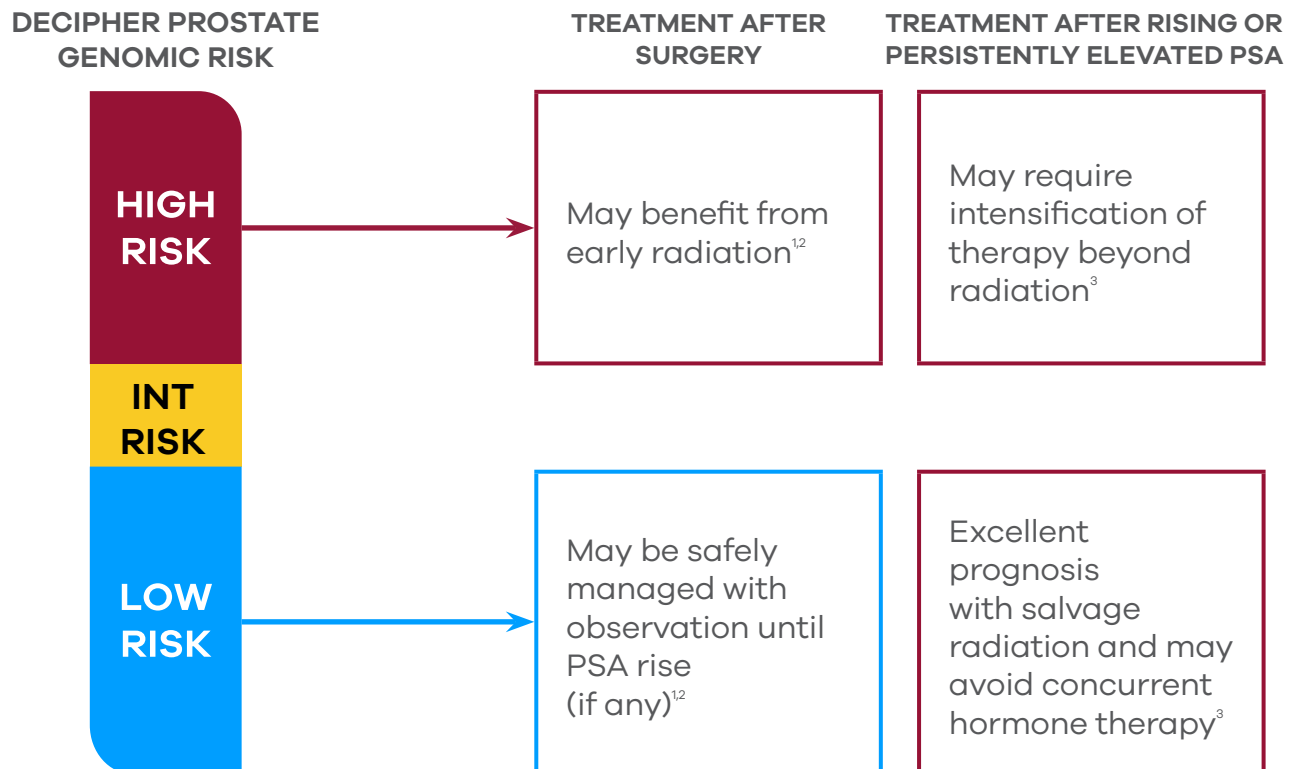 DECIPHER PROSTATE
GENOMIC RISK
TREATMENT AFTER
SURGERY
TREATMENT AFTER RISING OR
PERSISTENTLY ELEVATED PSA
HIGH
RISK
May benefit from
early radiation¹,²
May require
intensification of
therapy beyond
radiation³
INT
RISK
LOW
RISK
May be safely
managed with
observation until
PSA rise
(if any)¹,²
Excellent
prognosis
with salvage
radiation and may
avoid concurrent
hormone therapy³